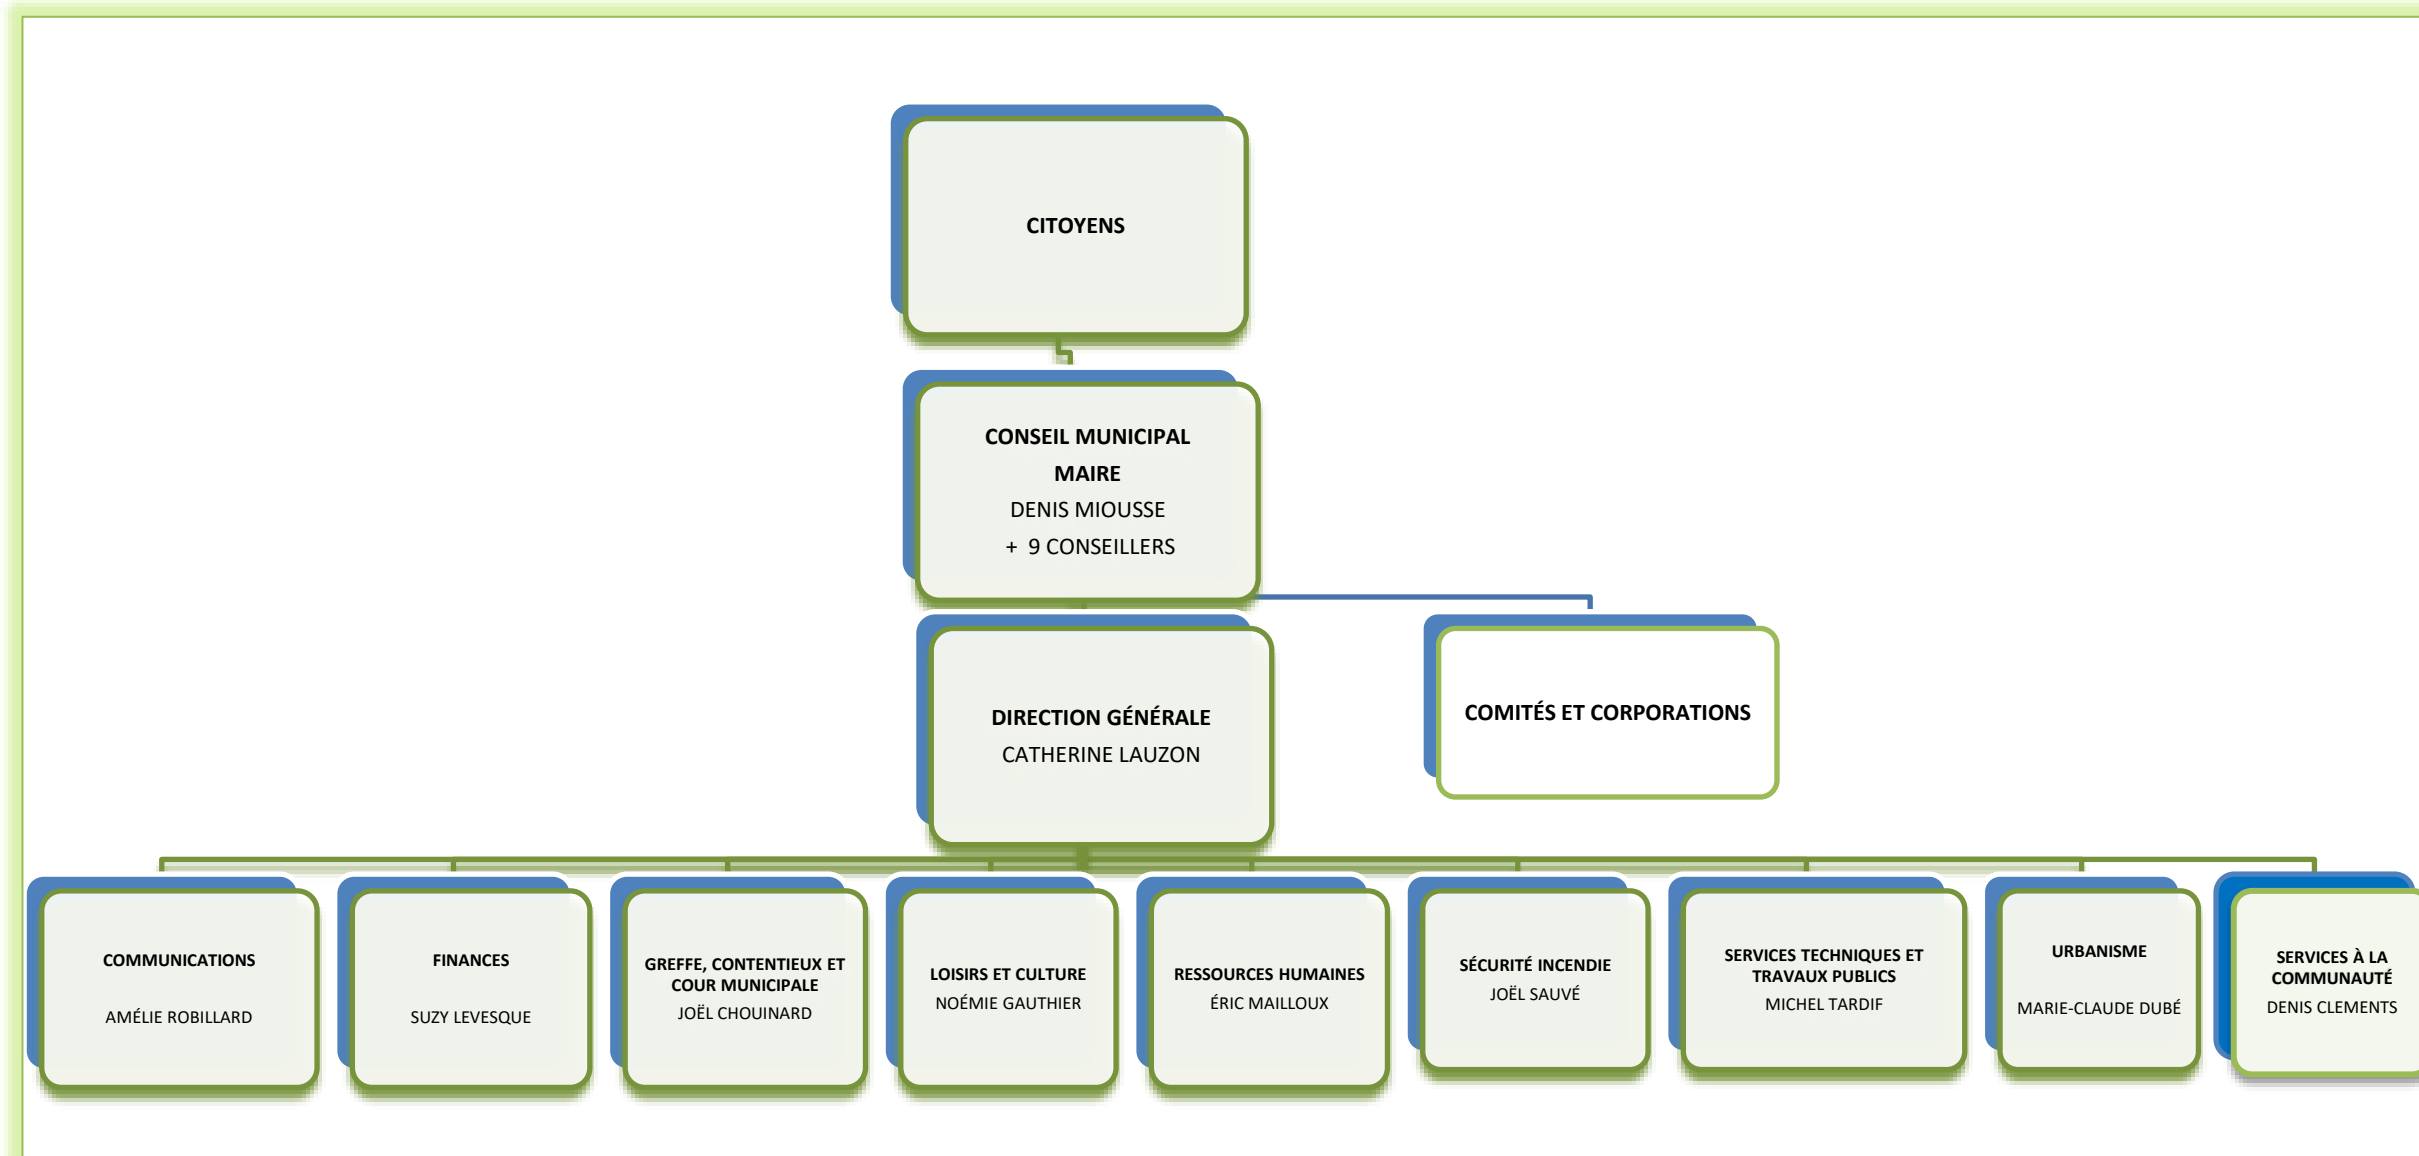 CITOYENS
CONSEIL MUNICIPAL
MAIRE
DENIS MIOUSSE
+ 9 CONSEILLERS
DIRECTION GÉNÉRALE
CATHERINE LAUZON
COMITÉS ET CORPORATIONS
COMMUNICATIONS
AMÉLIE ROBILLARD
FINANCES
SUZY LEVESQUE
GREFFE, CONTENTIEUX ET
COUR MUNICIPALE
JOËL CHOUINARD
LOISIRS ET CULTURE
NOÉMIE GAUTHIER
RESSOURCES HUMAINES
ÉRIC MAILLOUX
SÉCURITÉ INCENDIE
JOËL SAUVÉ
SERVICES TECHNIQUES ET
TRAVAUX PUBLICS
MICHEL TARDIF
URBANISME
MARIE-CLAUDE DUBÉ
SERVICES À LA
COMMUNAUTÉ
DENIS CLEMENTS